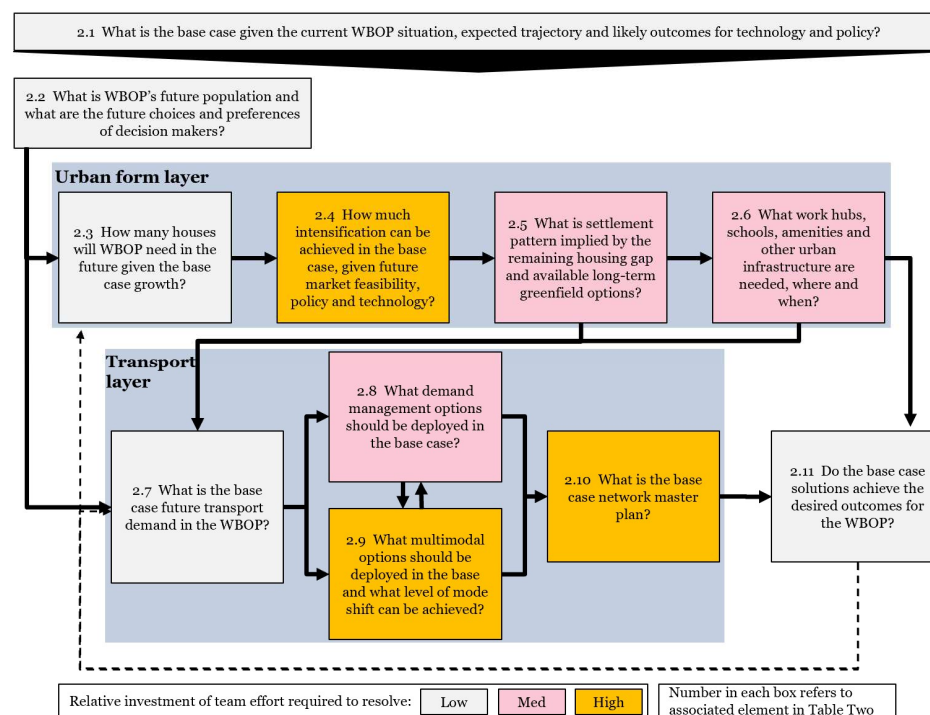 2.1 What is the base case given the current WBOP situation, expected trajectory and likely outcomes for technology and policy?
2.2 What is WBOP's future population and
what are the future choices and preferences
of decision makers?
Urban form layer
2.3 How many houses
will WBOP need in the
future given the base
case growth?
2.4 How much
intensification can be
achieved in the base
case, given future
market feasibility,
policy and technology?
2.5 What is settlement
pattern implied by the
remaining housing gap
and available long-term
greenfield options?
2.6 What work hubs,
schools, amenities and
other urban
infrastructure are
needed, where and
when?
Transport
layer
2.7 What is the base
case future transport
demand in the WBOP?
2.8 What demand
management options
should be deployed in
the base case?
2.9 What multimodal
options should be
deployed in the base
and what level of mode
shift can be achieved?
2.10 What is the base
case network master
plan?
2.11 Do the base case
solutions achieve the
desired outcomes for
the WBOP?
Relative investment of team effort required to resolve:
Low
Med
High
Number in each box refers to
associated element in Table Two